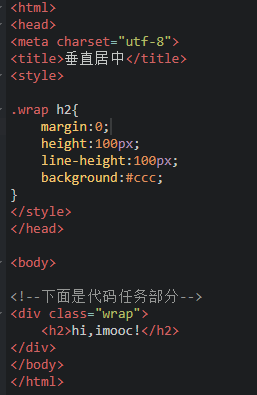 <html>
<head>
<meta charset="utf-8">
<title>垂直居中</title>
<style>
.wrap h2{
margin:0;
height:100px;
line-height:100px;
background:#ccc;
}
</style>
</head>
<body>
<!--下面是代码任务部分-->
<div class="wrap">
<h2>hi,imooc!</h2>
</div>
</body>
</html>